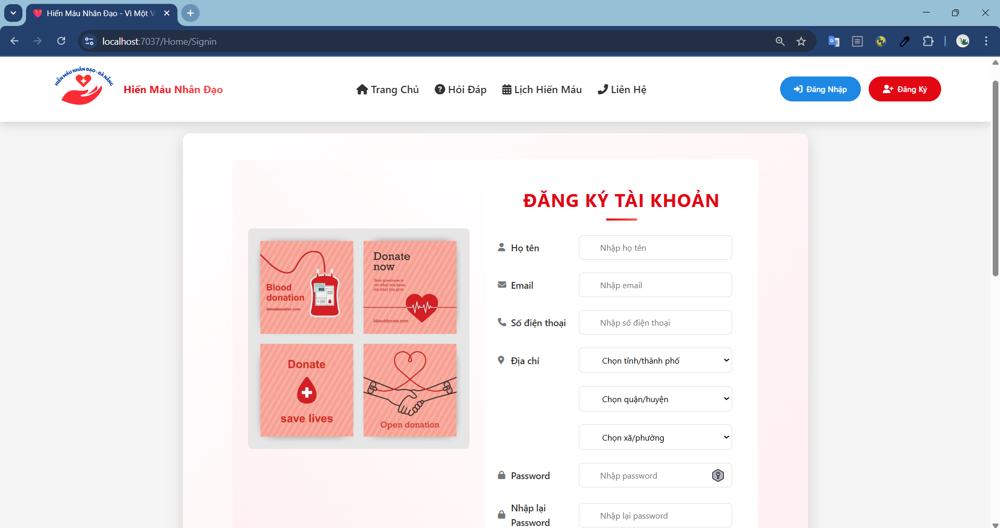 Hiến Máu Nhân Đạo - Vì Một V
localhost:7037/Home/Signin
HIẾN MÁU NHÂN ĐẠO - ĐÀ NẴNG
Hiến Máu Nhân Đạo
Trang Chủ
Hỏi Đáp
Lịch Hiến Máu
Liên Hệ
Đăng Nhập
Đăng Ký
ĐĂNG KÝ TÀI KHOẢN
Blood
donation
blooddonation.com
Donate
now
Your greatness is
not what you have,
itis what you give
blooddonate.com
Donate
save lives
Open donation
Họ tên
Nhập họ tên
Email
Nhập email
Số điện thoại
Nhập số điện thoại
Địa chỉ
Chọn tỉnh/thành phố
Chọn quận/huyện
Chọn xã/phường
Password
Nhập password
Nhập lại
Password
Nhập lại password